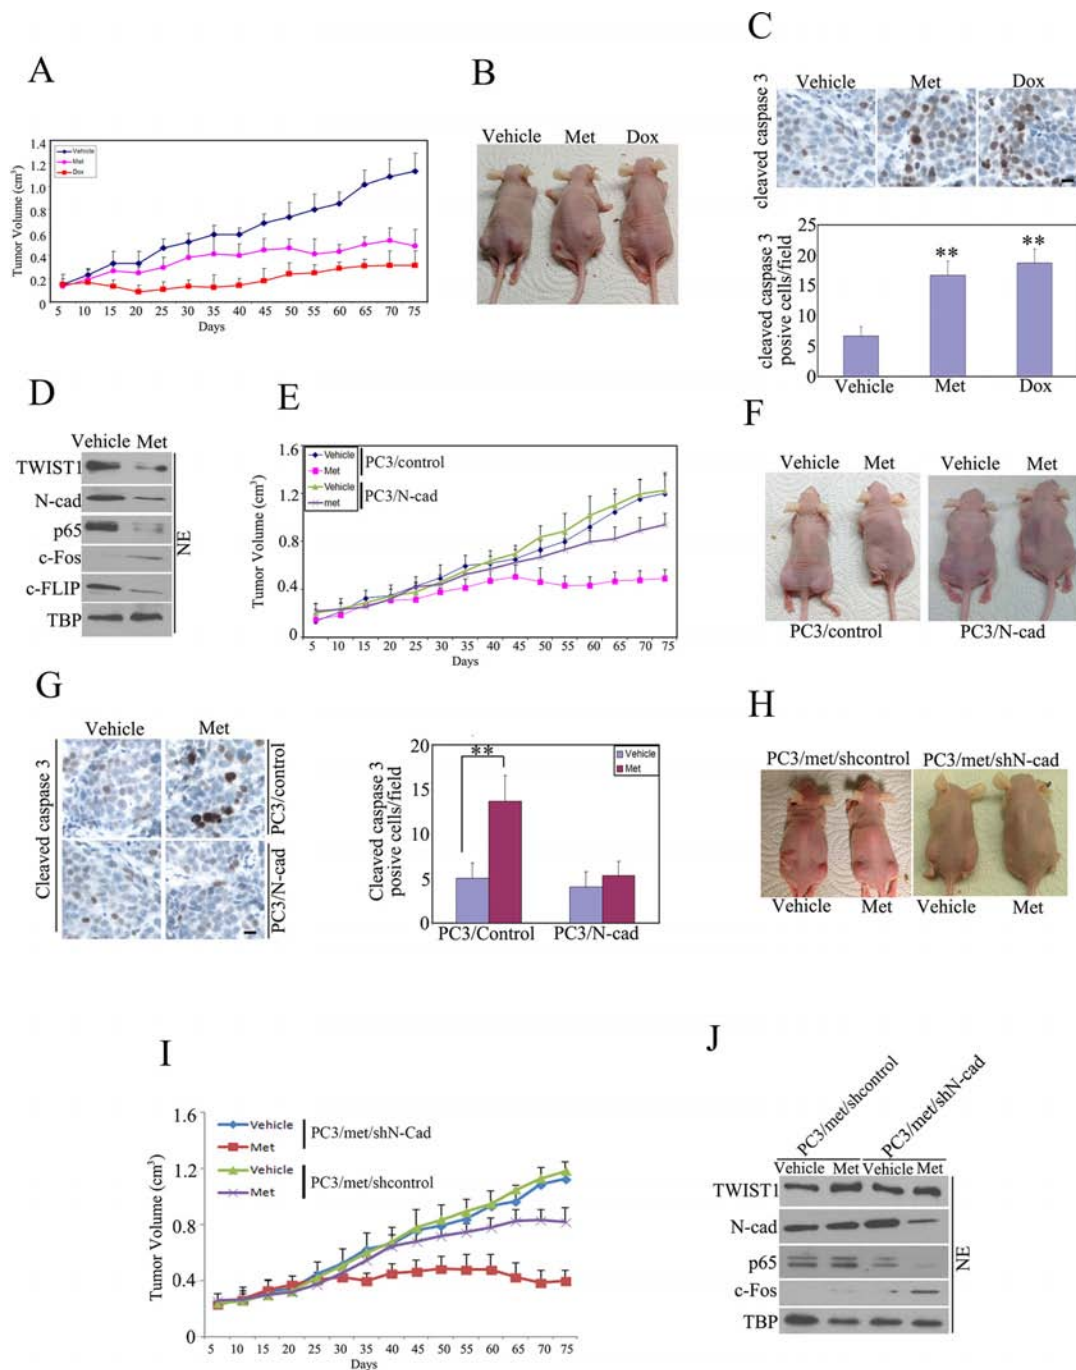 A
1.4
1.2
1.0
0.8
0.6
0.4
0.2
0
Vehicle
Met
Dox
Tumor Volume (cm³)
5 10 15 20 25 30 35 40 45 50 55 60 65 70 75
Days
B
Vehicle Met Dox
C
Vehicle Met Dox
cleaved caspase 3
25
20
15
10
5
0
** **
cleaved caspase 3
posive cells/field
Vehicle Met Dox
D
Vehicle Met
TWIST1
N-cad
p65
c-Fos
c-FLIP
TBP
NE
E
1.6
1.2
0.8
0.4
0
Vehicle
Met
PC3/control
Vehicle
met
PC3/N-cad
Tumor Volume (cm³)
5 10 15 20 25 30 35 40 45 50 55 60 65 70 75
Days
F
Vehicle Met Vehicle Met
PC3/control PC3/N-cad
G
Vehicle Met
Cleaved caspase 3
PC3/control
PC3/N-cad
20
15
10
5
0
**
Vehicle
Met
Cleaved caspase 3
posive cells/field
PC3/Control PC3/N-cad
H
PC3/met/shcontrol PC3/met/shN-cad
Vehicle Met Vehicle Met
I
1.6
1.2
0.8
0.4
0
Vehicle
Met
PC3/met/shN-Cad
Vehicle
Met
PC3/met/shcontrol
Tumor Volume (cm³)
5 10 15 20 25 30 35 40 45 50 55 60 65 70 75
Days
J
PC3/met/shcontrol
PC3/met/shN-cad
Vehicle Met Vehicle Met
TWIST1
N-cad
p65
c-Fos
TBP
NE